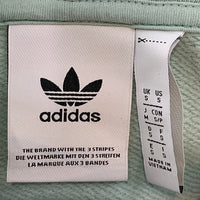 adidas
THE BRAND WITH THE 3 STRIPES
DIE WELTMARKE MIT DEN 3 STREIFEN
LA MARQUE AUX 3 BANDES
UK US
S S
J CN
M S/P
D F
S S
E I
S S
MADE IN
VIETNAM